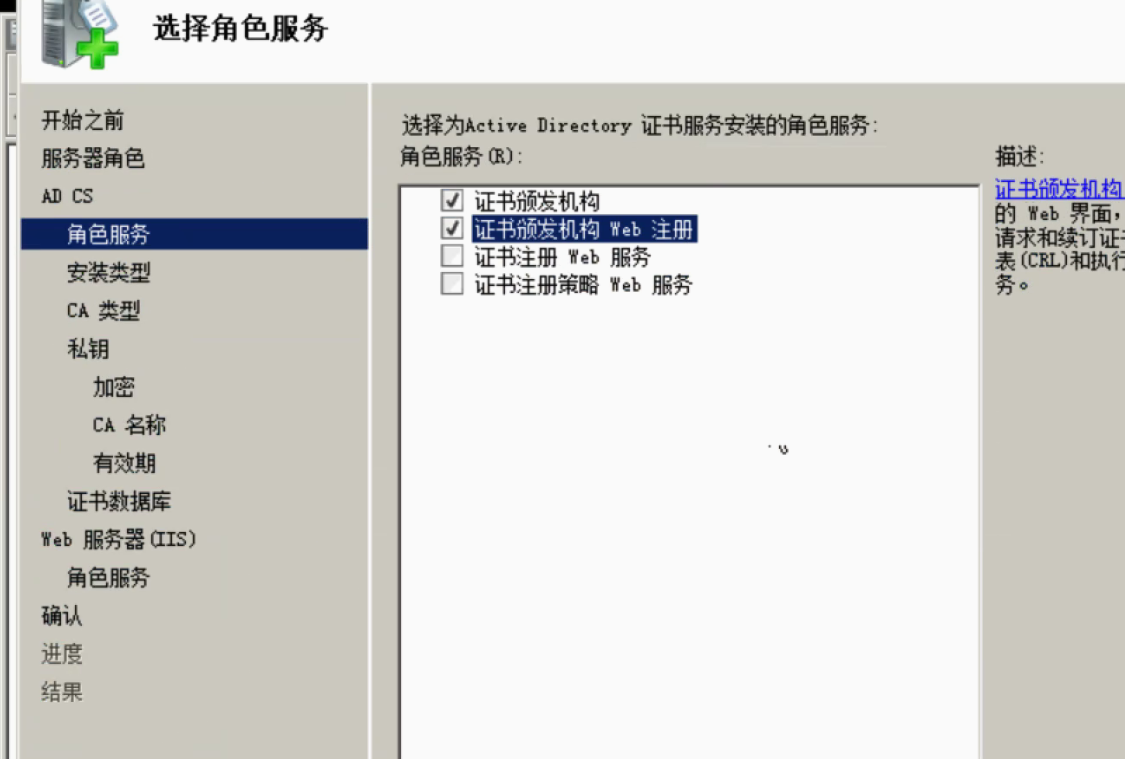 选择角色服务
开始之前
服务器角色
AD CS
角色服务
安装类型
CA 类型
私钥
加密
CA 名称
有效期
证书数据库
Web 服务器(IIS)
角色服务
确认
进度
结果
选择为Active Directory 证书服务安装的角色服务:
角色服务(R):
证书颁发机构
证书颁发机构 Web 注册
证书注册 Web 服务
证书注册策略 Web 服务
描述:
证书颁发机构
的 Web 界面,
请求和续订证
表(CRL)和执行
务。